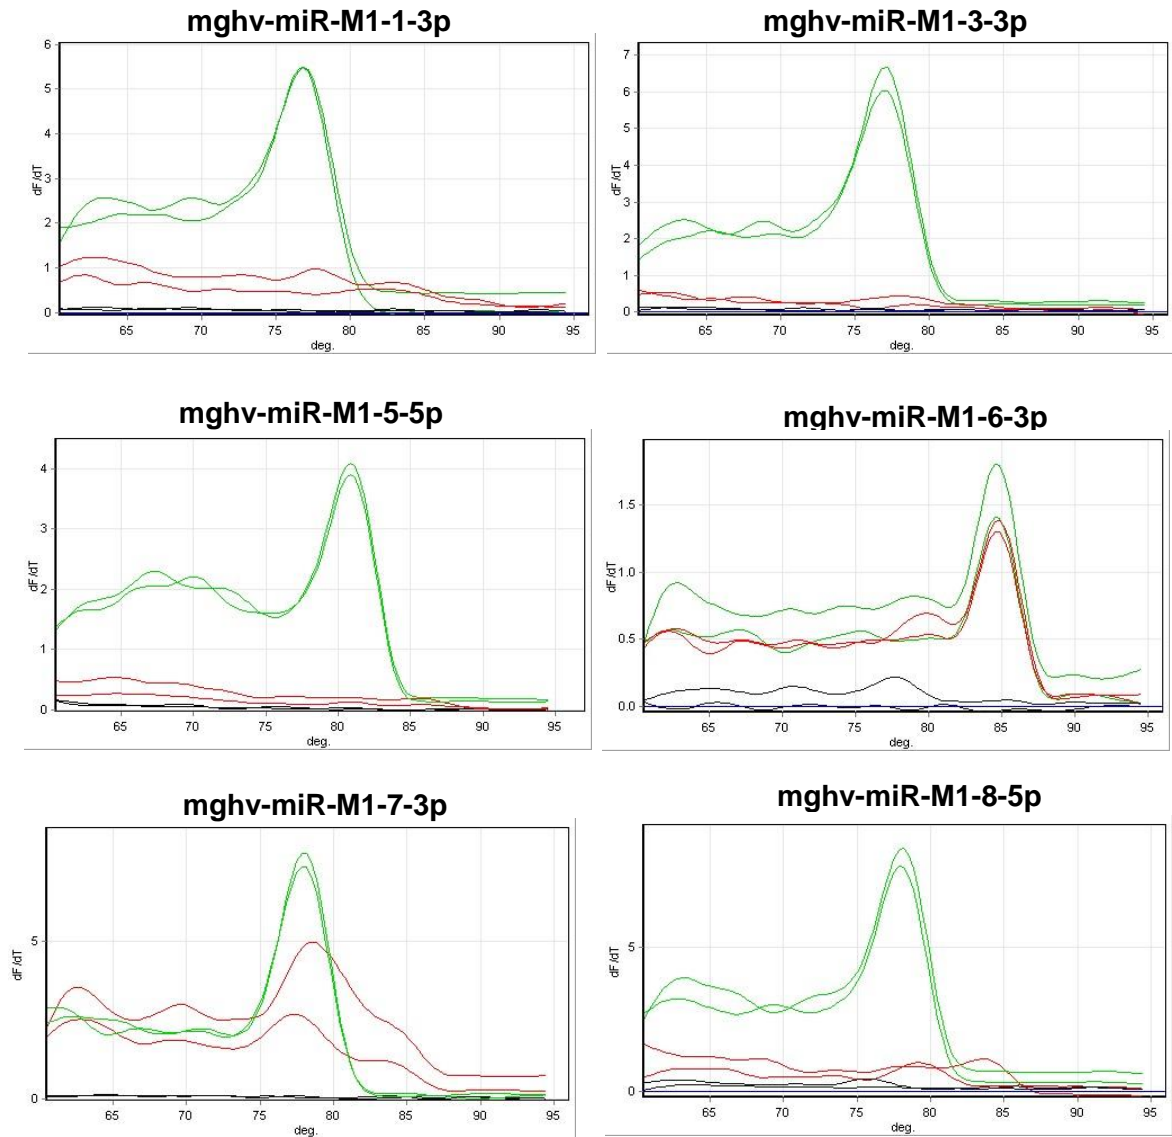 mghv-miR-M1-1-3p
6
5
4
3
2
1
0
dF/dT
65 70 75 80 85 90 95
deg.
mghv-miR-M1-3-3p
7
6
5
4
3
2
1
0
dF/dT
65 70 75 80 85 90 95
deg.
mghv-miR-M1-5-5p
4
3
2
1
0
dF/dT
65 70 75 80 85 90 95
deg.
mghv-miR-M1-6-3p
1.5
1.0
0.5
0.0
dF/dT
65 70 75 80 85 90 95
deg.
mghv-miR-M1-7-3p
5
0
dF/dT
65 70 75 80 85 90 95
deg.
mghv-miR-M1-8-5p
5
0
dF/dT
65 70 75 80 85 90 95
deg.